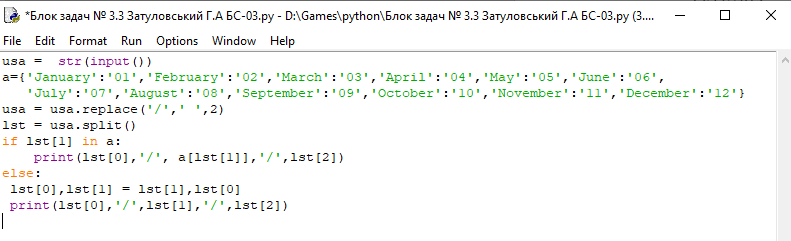 *Блок задач № 3.3 Затуловський Г.А БС-03.py - D:\Games\python\Блок задач № 3.3 Затуловський Г.А БС-03.py (3....
File Edit Format Run Options Window Help
usa =  str(input())
a={'January':'01','February':'02','March':'03','April':'04','May':'05','June':'06',
   'July':'07','August':'08','September':'09','October':'10','November':'11','December':'12'}
usa = usa.replace('/',' ',2)
lst = usa.split()
if lst[1] in a:
    print(lst[0],'/', a[lst[1]],'/',lst[2])
else:
 lst[0],lst[1] = lst[1],lst[0]
 print(lst[0],'/',lst[1],'/',lst[2])